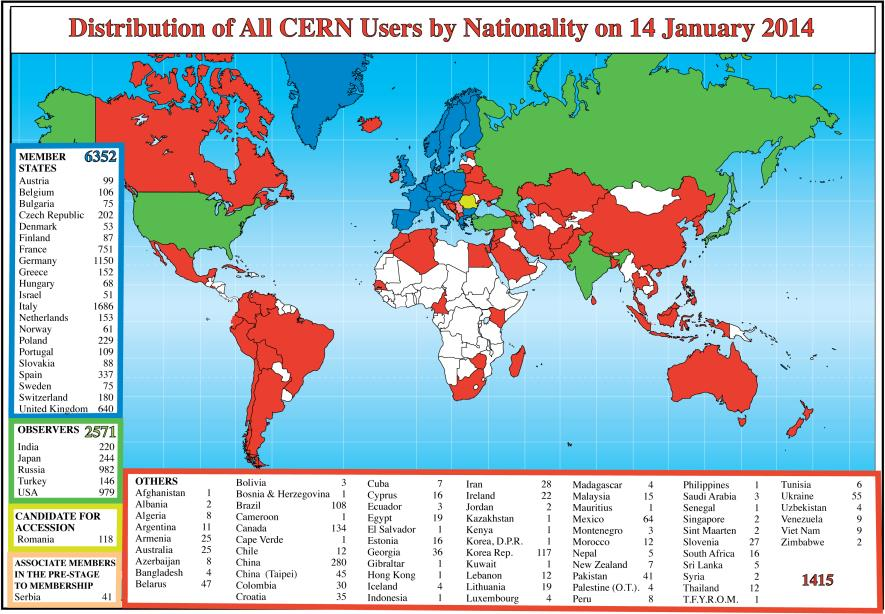 Distribution of All CERN Users by Nationality on 14 January 2014
MEMBER STATES 6352
Austria 99
Belgium 106
Bulgaria 75
Czech Republic 202
Denmark 53
Finland 87
France 751
Germany 1150
Greece 152
Hungary 68
Israel 51
Italy 1686
Netherlands 153
Norway 61
Poland 229
Portugal 109
Slovakia 88
Spain 337
Sweden 75
Switzerland 180
United Kingdom 640
OBSERVERS 2571
India 220
Japan 244
Russia 982
Turkey 146
USA 979
CANDIDATE FOR
ACCESSION
Romania 118
ASSOCIATE MEMBERS
IN THE PRE-STAGE
TO MEMBERSHIP
Serbia 41
OTHERS
Afghanistan 1
Albania 2
Algeria 8
Argentina 11
Armenia 25
Australia 25
Azerbaijan 8
Bangladesh 4
Belarus 47
Bolivia 3
Bosnia & Herzegovina 1
Brazil 108
Cameroon 1
Canada 134
Cape Verde 1
Chile 12
China 280
China (Taipei) 45
Colombia 30
Croatia 35
Cuba 7
Cyprus 16
Ecuador 3
Egypt 19
El Salvador 1
Estonia 16
Georgia 36
Gibraltar 1
Hong Kong 1
Iceland 4
Indonesia 1
Iran 28
Ireland 22
Jordan 2
Kazakhstan 1
Kenya 1
Korea, D.P.R. 1
Korea Rep. 117
Kuwait 1
Lebanon 12
Lithuania 19
Luxembourg 4
Madagascar 4
Malaysia 15
Mauritius 1
Mexico 64
Montenegro 3
Morocco 12
Nepal 5
New Zealand 7
Pakistan 41
Palestine (O.T.). 4
Peru 8
Philippines 1
Saudi Arabia 3
Senegal 1
Singapore 2
Sint Maarten 2
Slovenia 27
South Africa 16
Sri Lanka 5
Syria 2
Thailand 12
T.F.Y.R.O.M. 1
Tunisia 6
Ukraine 55
Uzbekistan 4
Venezuela 9
Viet Nam 9
Zimbabwe 2
1415